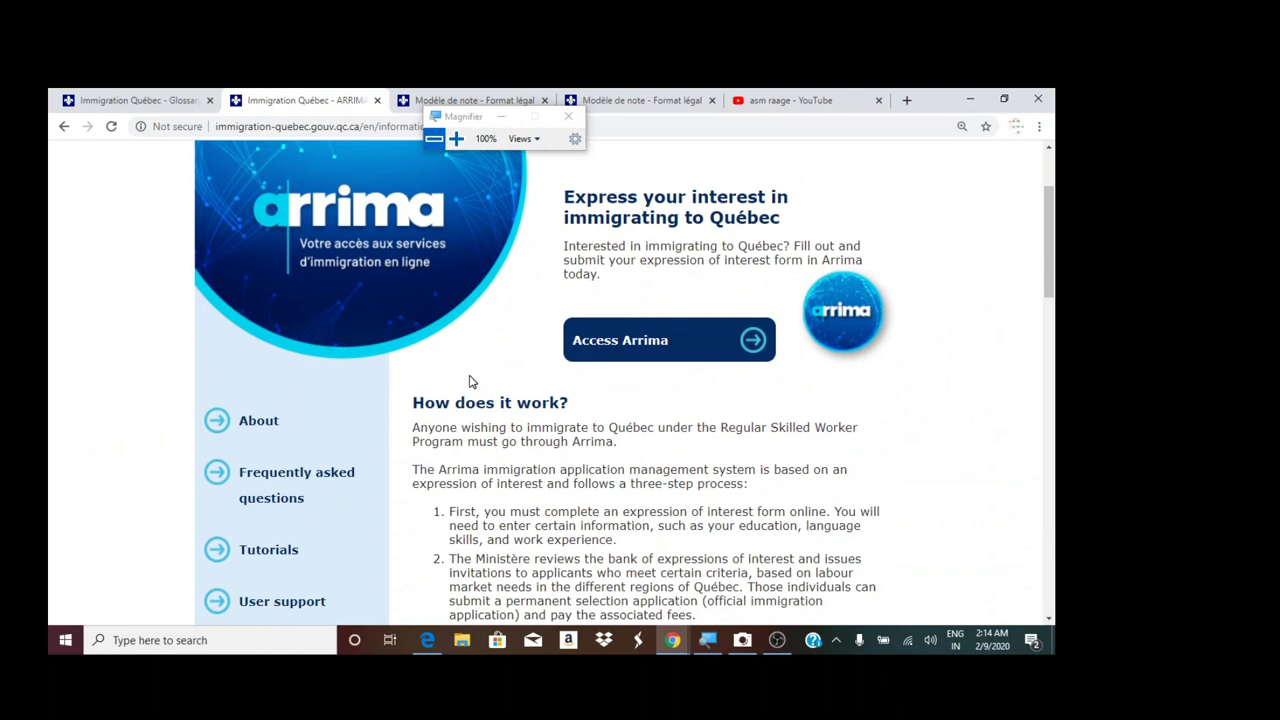 Immigration Québec - Glossar
Immigration Québec - ARRIMA
Modèle de note - Format légal
Modèle de note - Format légal
asm raage - YouTube
Magnifier
Not secure
immigration-quebec.gouv.qc.ca/en/informati
100%
Views
arrima
Votre accès aux services
d'immigration en ligne
Express your interest in
immigrating to Québec
Interested in immigrating to Québec? Fill out and
submit your expression of interest form in Arrima
today.
arrima
Access Arrima
How does it work?
Anyone wishing to immigrate to Québec under the Regular Skilled Worker
Program must go through Arrima.
The Arrima immigration application management system is based on an
expression of interest and follows a three-step process:
1. First, you must complete an expression of interest form online. You will
need to enter certain information, such as your education, language
skills, and work experience.
2. The Ministère reviews the bank of expressions of interest and issues
invitations to applicants who meet certain criteria, based on labour
market needs in the different regions of Québec. Those individuals can
submit a permanent selection application (official immigration
application) and pay the associated fees.
About
Frequently asked
questions
Tutorials
User support
Type here to search
ENG
IN
2:14 AM
2/9/2020
2